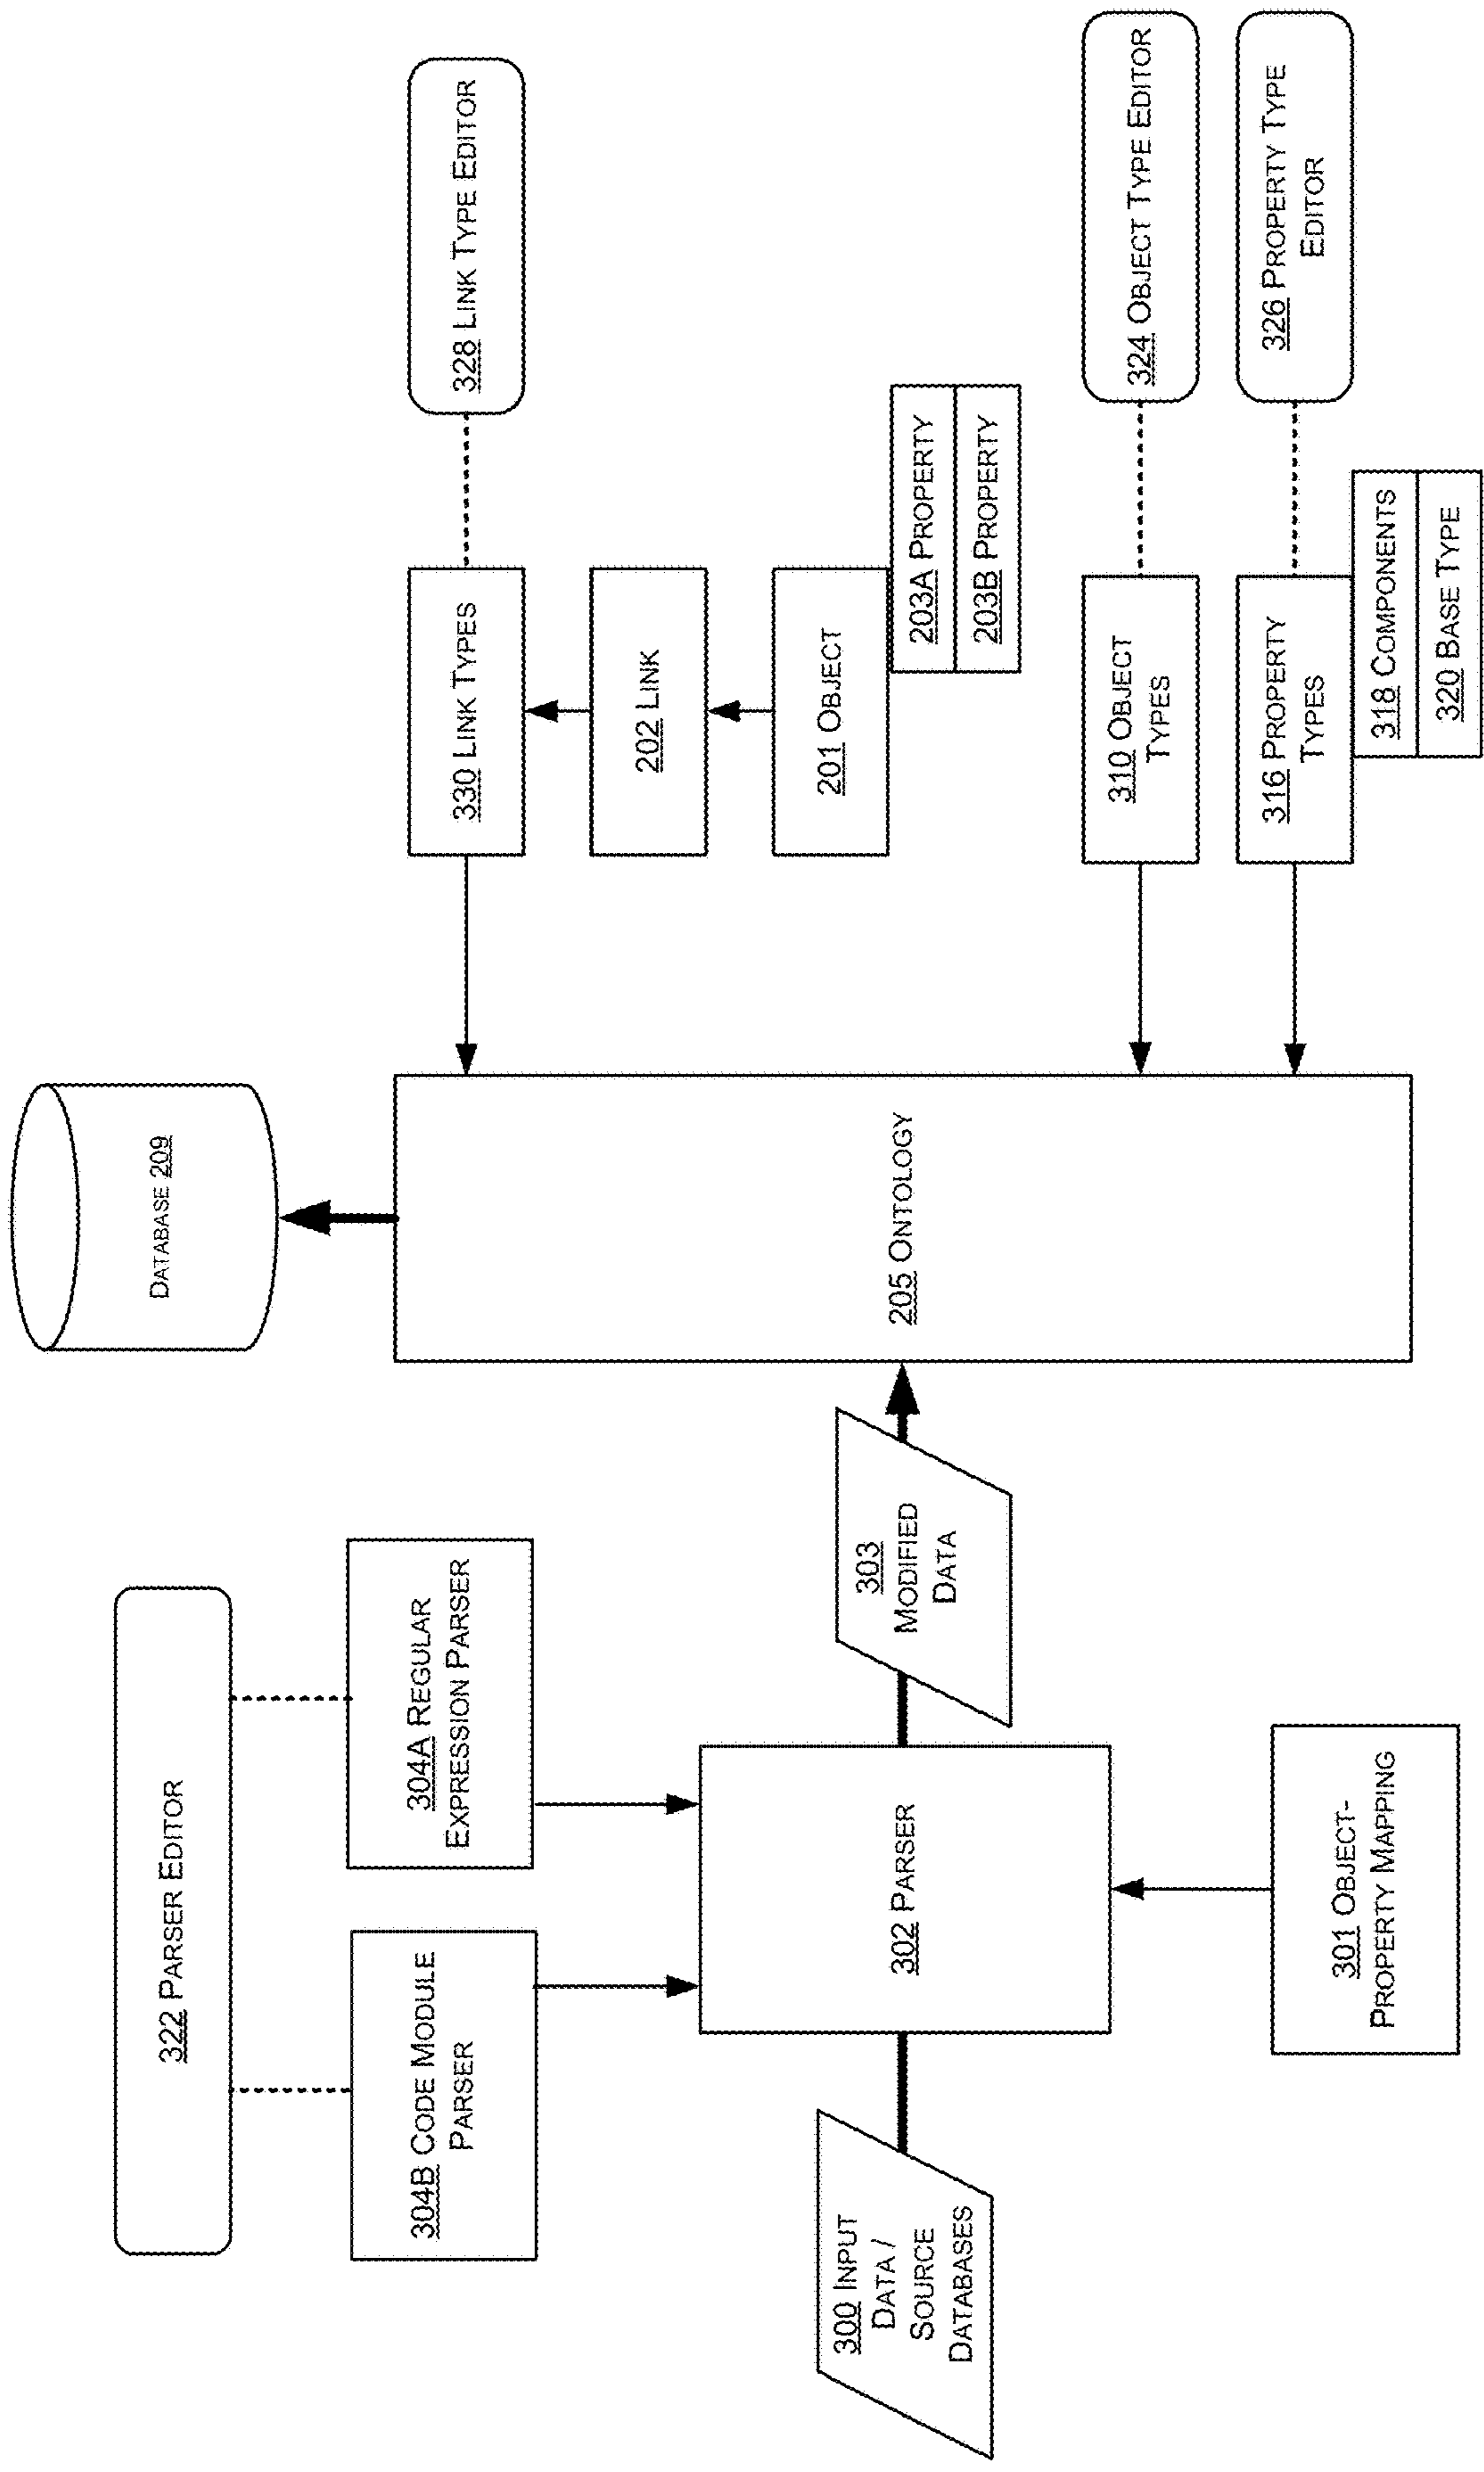 322 PARSER EDITOR
304B CODE MODULE
PARSER
304A REGULAR
EXPRESSION PARSER
300 INPUT
DATA /
SOURCE
DATABASES
302 PARSER
303
MODIFIED
DATA
301 OBJECT-
PROPERTY MAPPING
DATABASE 209
205 ONTOLOGY
330 LINK TYPES
328 LINK TYPE EDITOR
202 LINK
201 OBJECT
203A PROPERTY
203B PROPERTY
310 OBJECT
TYPES
324 OBJECT TYPE EDITOR
316 PROPERTY
TYPES
326 PROPERTY TYPE
EDITOR
318 COMPONENTS
320 BASE TYPE